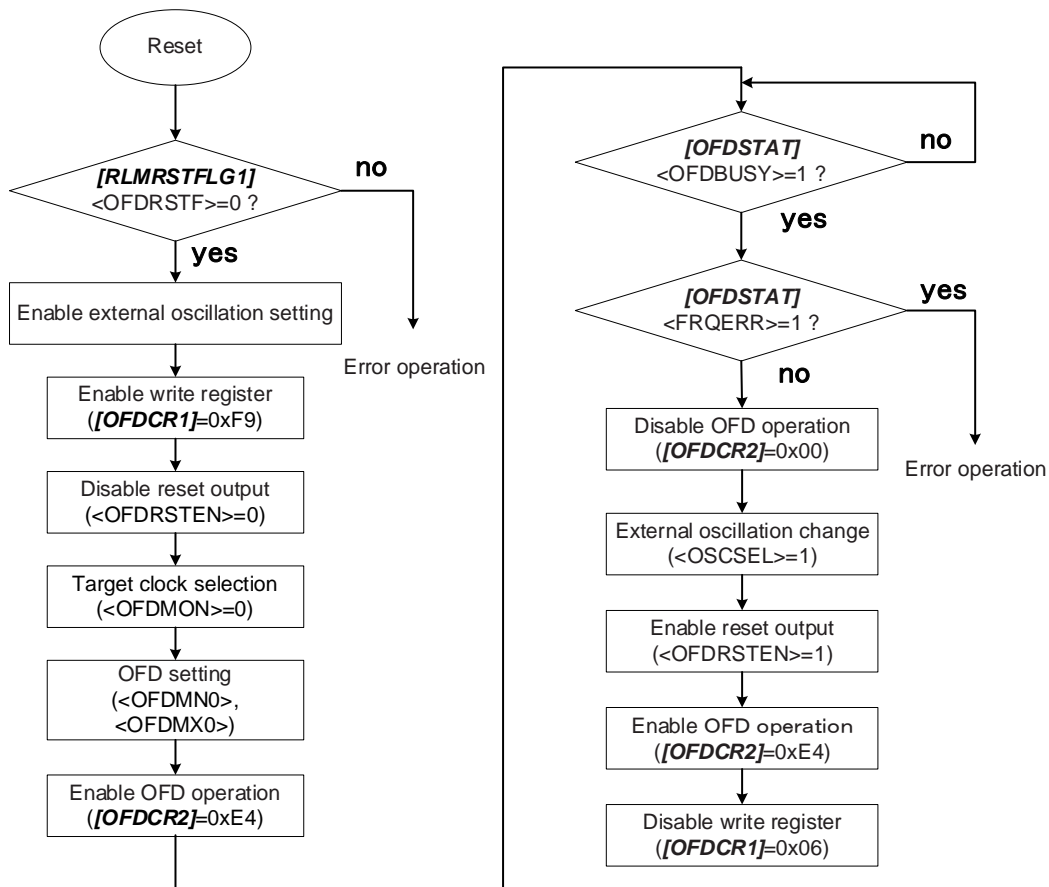 Reset
[RLMRSTFLG1]
<OFDRSTF>=0 ?
no
yes
Enable external oscillation setting
Error operation
Enable write register
([OFDCR1]=0xF9)
Disable reset output
(<OFDRSTEN>=0)
Target clock selection
(<OFDMON>=0)
OFD setting
(<OFDMN0>,
<OFDMX0>)
Enable OFD operation
([OFDCR2]=0xE4)
[OFDSTAT]
<OFDBUSY>=1 ?
no
yes
[OFDSTAT]
<FRQERR>=1 ?
yes
no
Error operation
Disable OFD operation
([OFDCR2]=0x00)
External oscillation change
(<OSCSEL>=1)
Enable reset output
(<OFDRSTEN>=1)
Enable OFD operation
([OFDCR2]=0xE4)
Disable write register
([OFDCR1]=0x06)